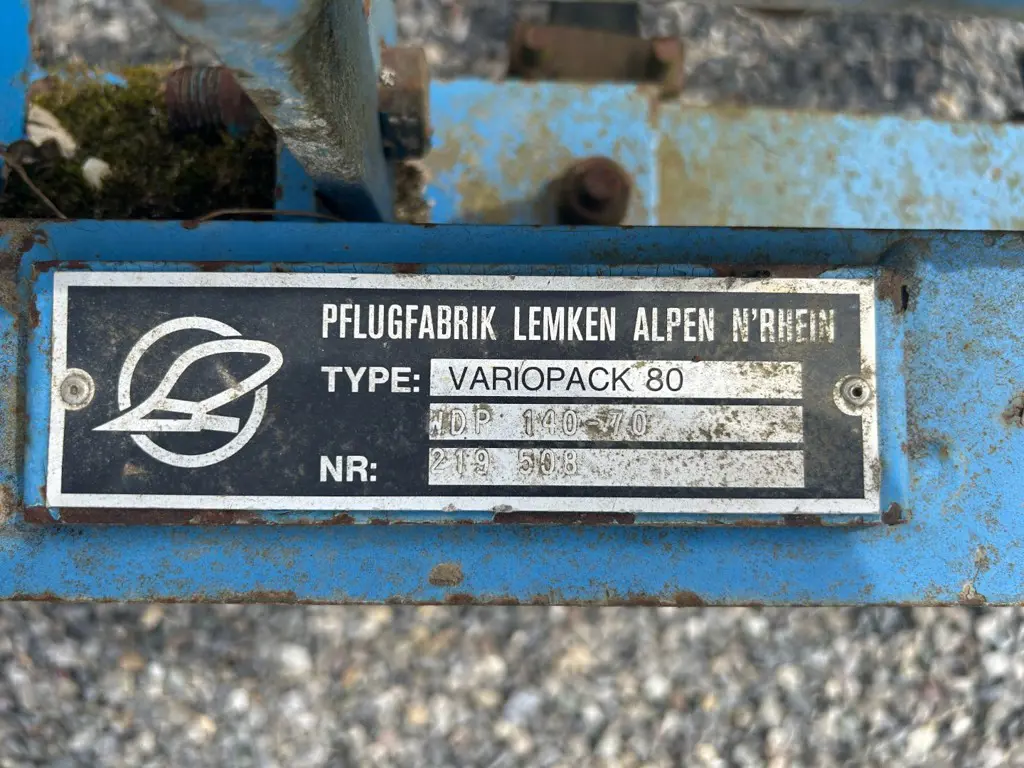 PFLUGFABRIK LEMKEN ALPEN N'RHEIN
TYPE: VARIOPACK 80
WDP 140-70
NR: 219 508